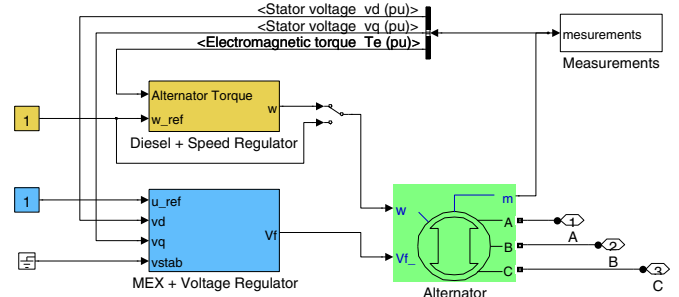 <Stator voltage vd (pu)>
<Stator voltage vq (pu)>
<Electromagnetic torque Te (pu)>
mesurements
Measurements
Alternator Torque
w
w_ref
1
Diesel + Speed Regulator
1
u_ref
vd
Vf
vq
vstab
MEX + Voltage Regulator
m
w
A
1
A
B
2
B
Vf_
C
3
C
Alternator